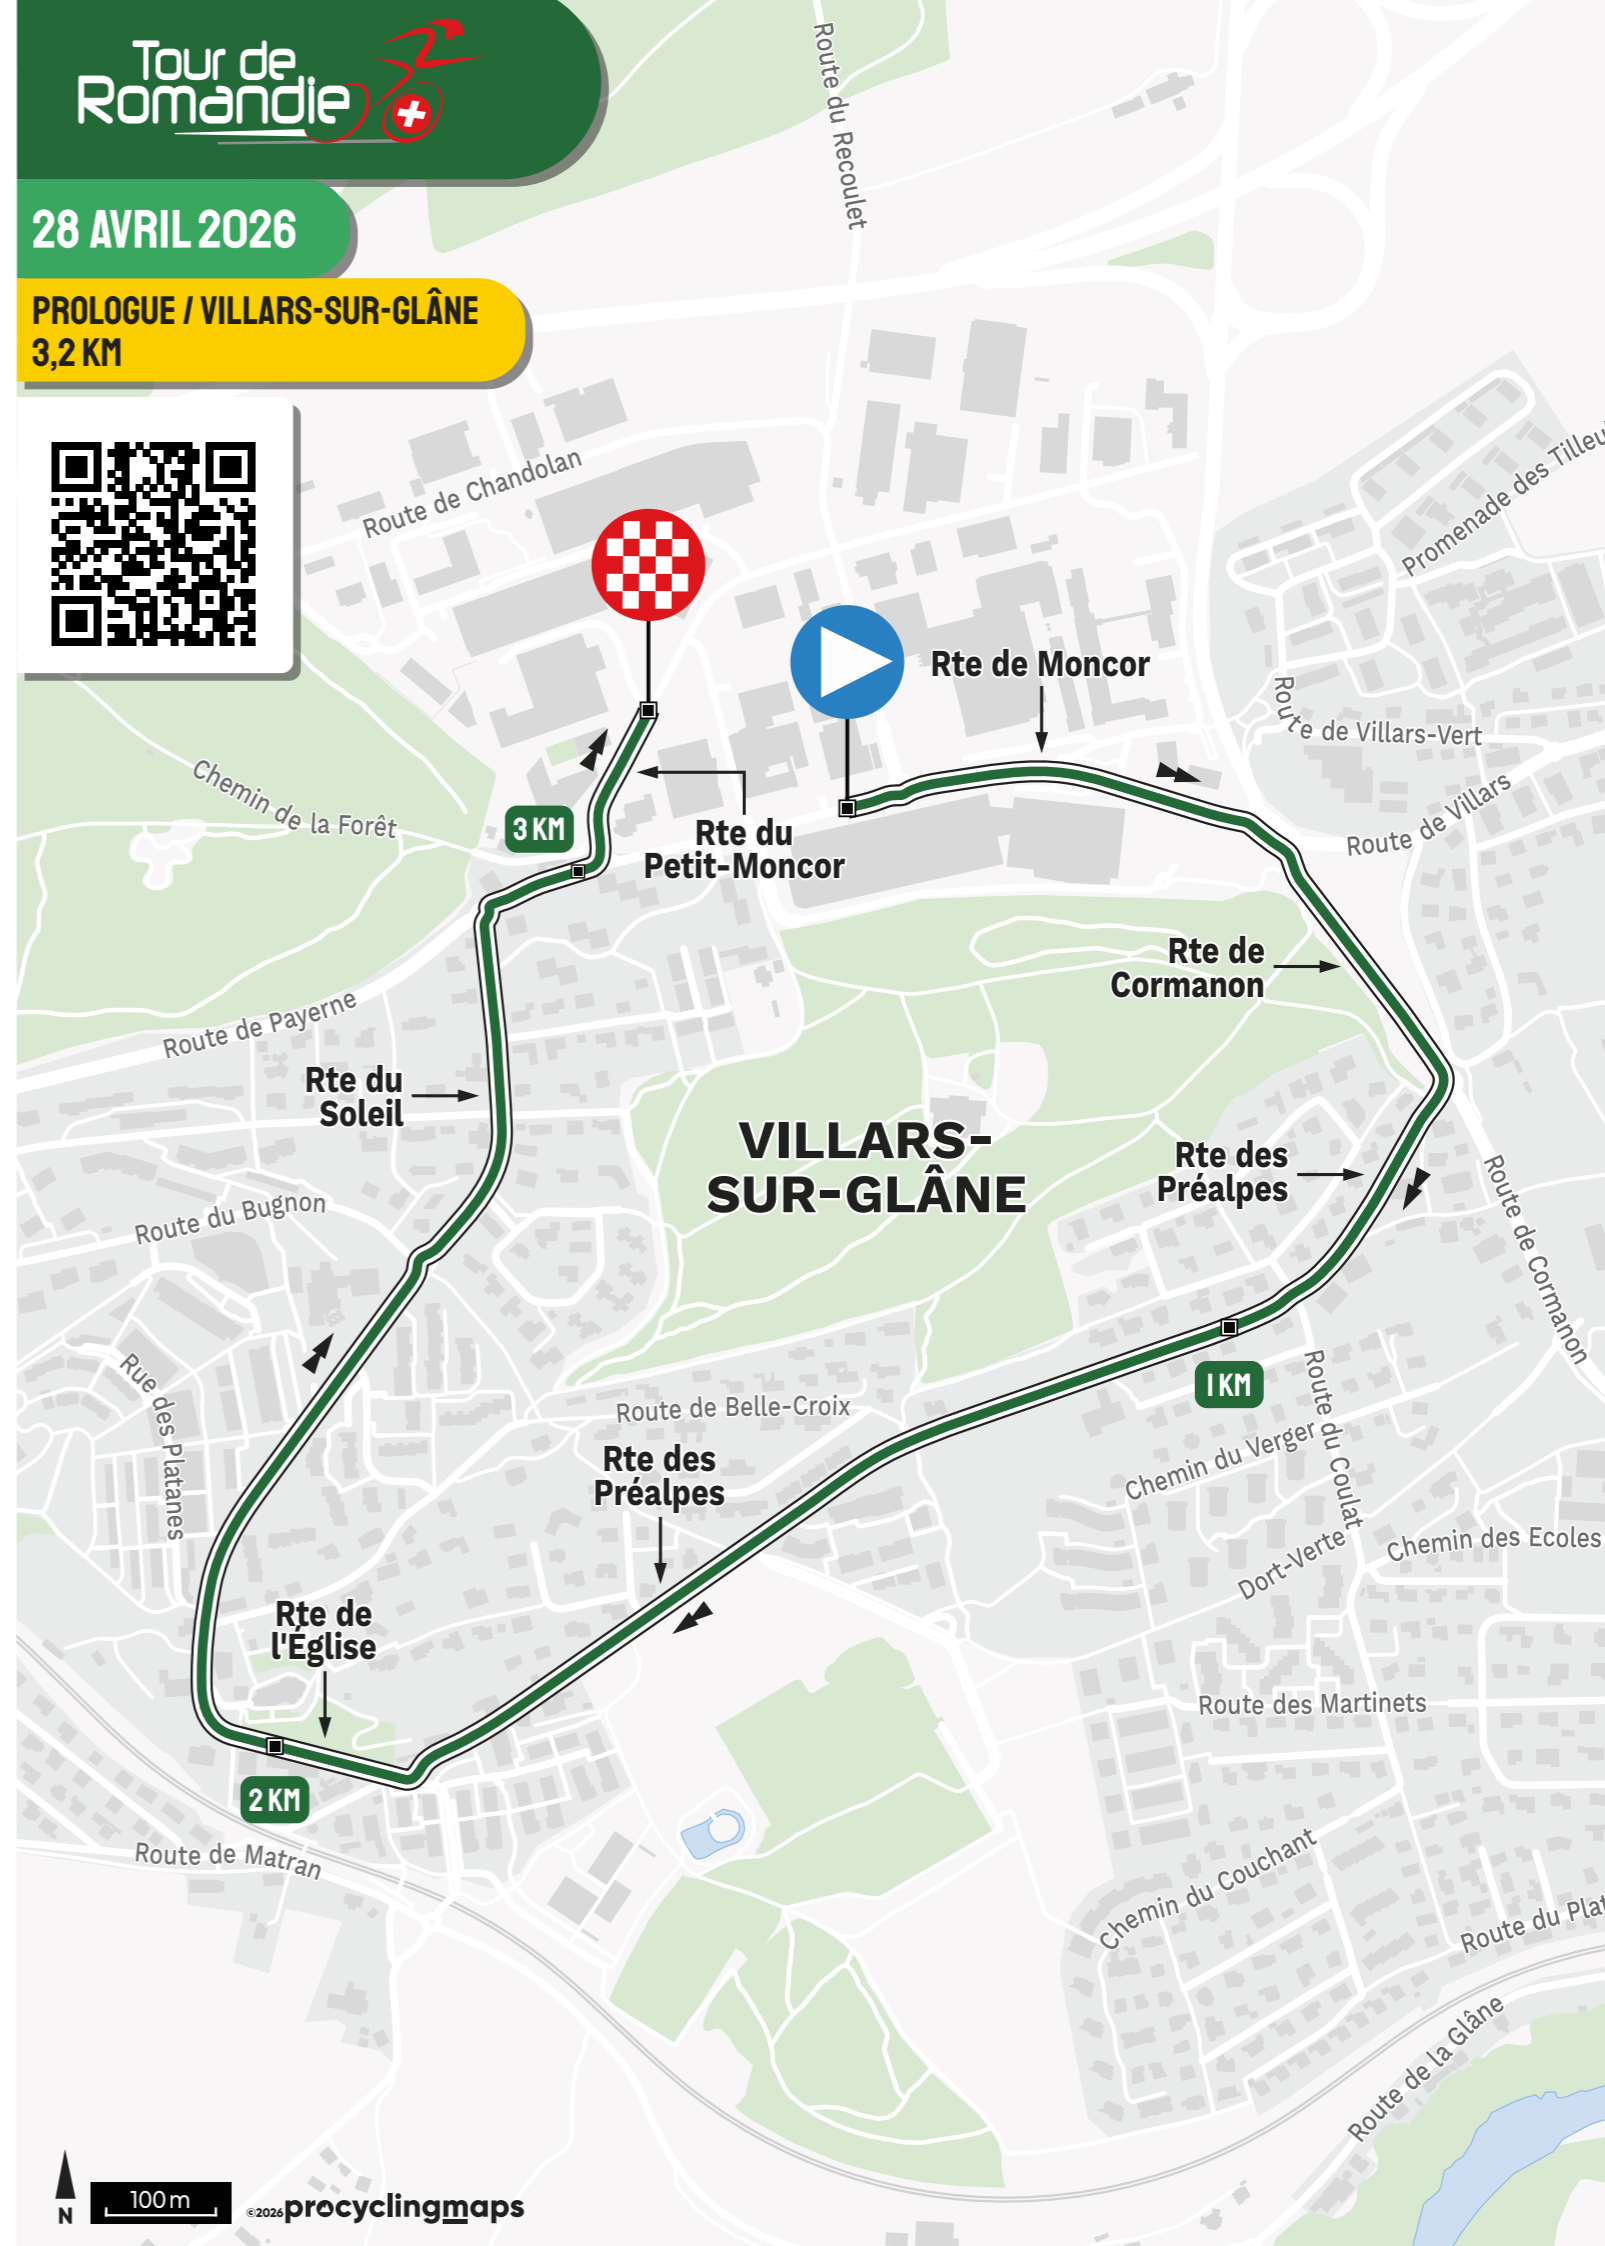 Tour de
Romandie
28 AVRIL 2026
PROLOGUE / VILLARS-SUR-GLÂNE
3,2 KM
Route du Recoulet
Route de Chandolan
Promenade des Tilleu
Rte de Moncor
Route de Villars-Vert
Route de Villars
Chemin de la Forêt
3 KM
Rte du
Petit-Moncor
Rte de
Cormanon
Route de Payerne
Rte du
Soleil
VILLARS-
SUR-GLÂNE
Rte des
Préalpes
Route de Cormanon
Route du Bugnon
Rue des Platanes
1 KM
Route du Coulat
Route de Belle-Croix
Chemin du Verger
Rte des
Préalpes
Chemin des Ecoles
Dort-Verte
Rte de
l'Église
Route des Martinets
2 KM
Route de Matran
Chemin du Couchant
Route du Plat
Route de la Glâne
N
100 m
©2026 procyclingmaps